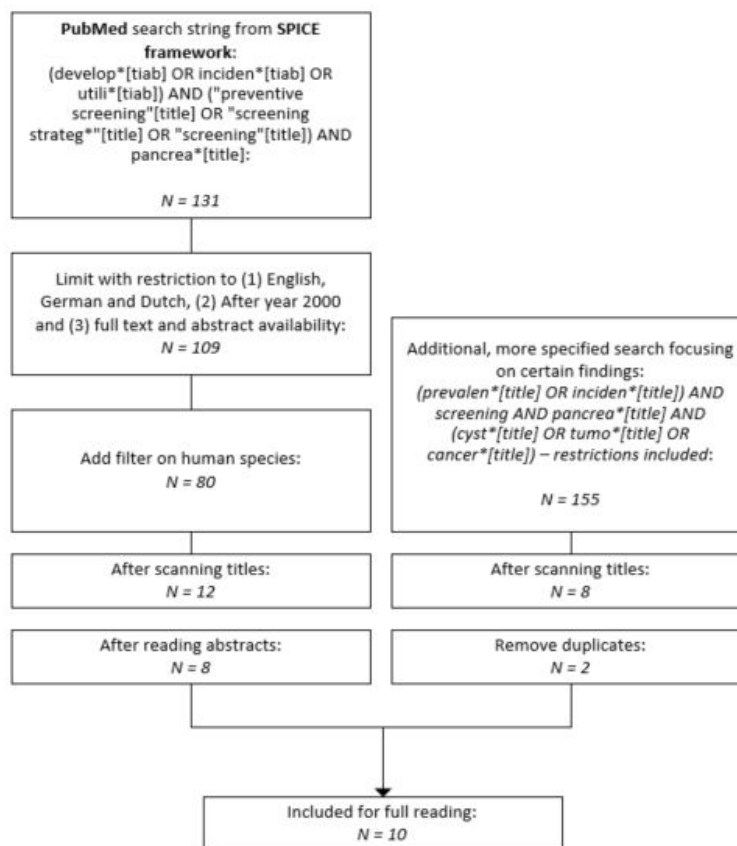 PubMed search string from SPICE
framework:
(develop*[tiab] OR inciden*[tiab] OR
utili*[tiab]) AND ("preventive
screening"[title] OR "screening
strateg*"[title] OR "screening"[title]) AND
pancrea*[title]:
N = 131
Limit with restriction to (1) English,
German and Dutch, (2) After year 2000
and (3) full text and abstract availability:
N = 109
Add filter on human species:
N = 80
After scanning titles:
N = 12
After reading abstracts:
N = 8
Additional, more specified search focusing
on certain findings:
(prevalen*[title] OR inciden*[title]) AND
screening AND pancrea*[title] AND
(cyst*[title] OR tumo*[title] OR
cancer*[title]) – restrictions included:
N = 155
After scanning titles:
N = 8
Remove duplicates:
N = 2
Included for full reading:
N = 10